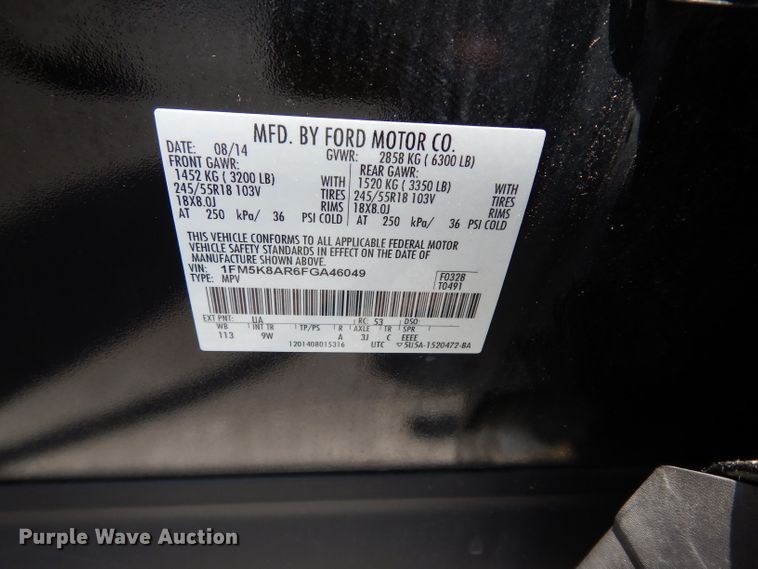 MFD. BY FORD MOTOR CO.
DATE: 08/14 GVWR: 2858 KG ( 6300 LB)
FRONT GAWR: REAR GAWR:
1452 KG ( 3200 LB) WITH 1520 KG ( 3350 LB) WITH
245/55R18 103V TIRES 245/55R18 103V TIRES
18X8.0J RIMS 18X8.0J RIMS
AT 250 kPa/ 36 PSI COLD AT 250 kPa/ 36 PSI COLD
THIS VEHICLE CONFORMS TO ALL APPLICABLE FEDERAL MOTOR
VEHICLE SAFETY STANDARDS IN EFFECT ON THE DATE OF
MANUFACTURE SHOWN ABOVE.
VIN: 1FM5K8AR6FGA46049 F0328
TYPE: MPV T0491
EXT PNT: UA RC: 53 DSO
WB INT TR TP/PS R AXLE TR SPR
113 9W A 3J C EEEE
1201408015316 UTC 5U5A-1520472-BA
Purple Wave Auction